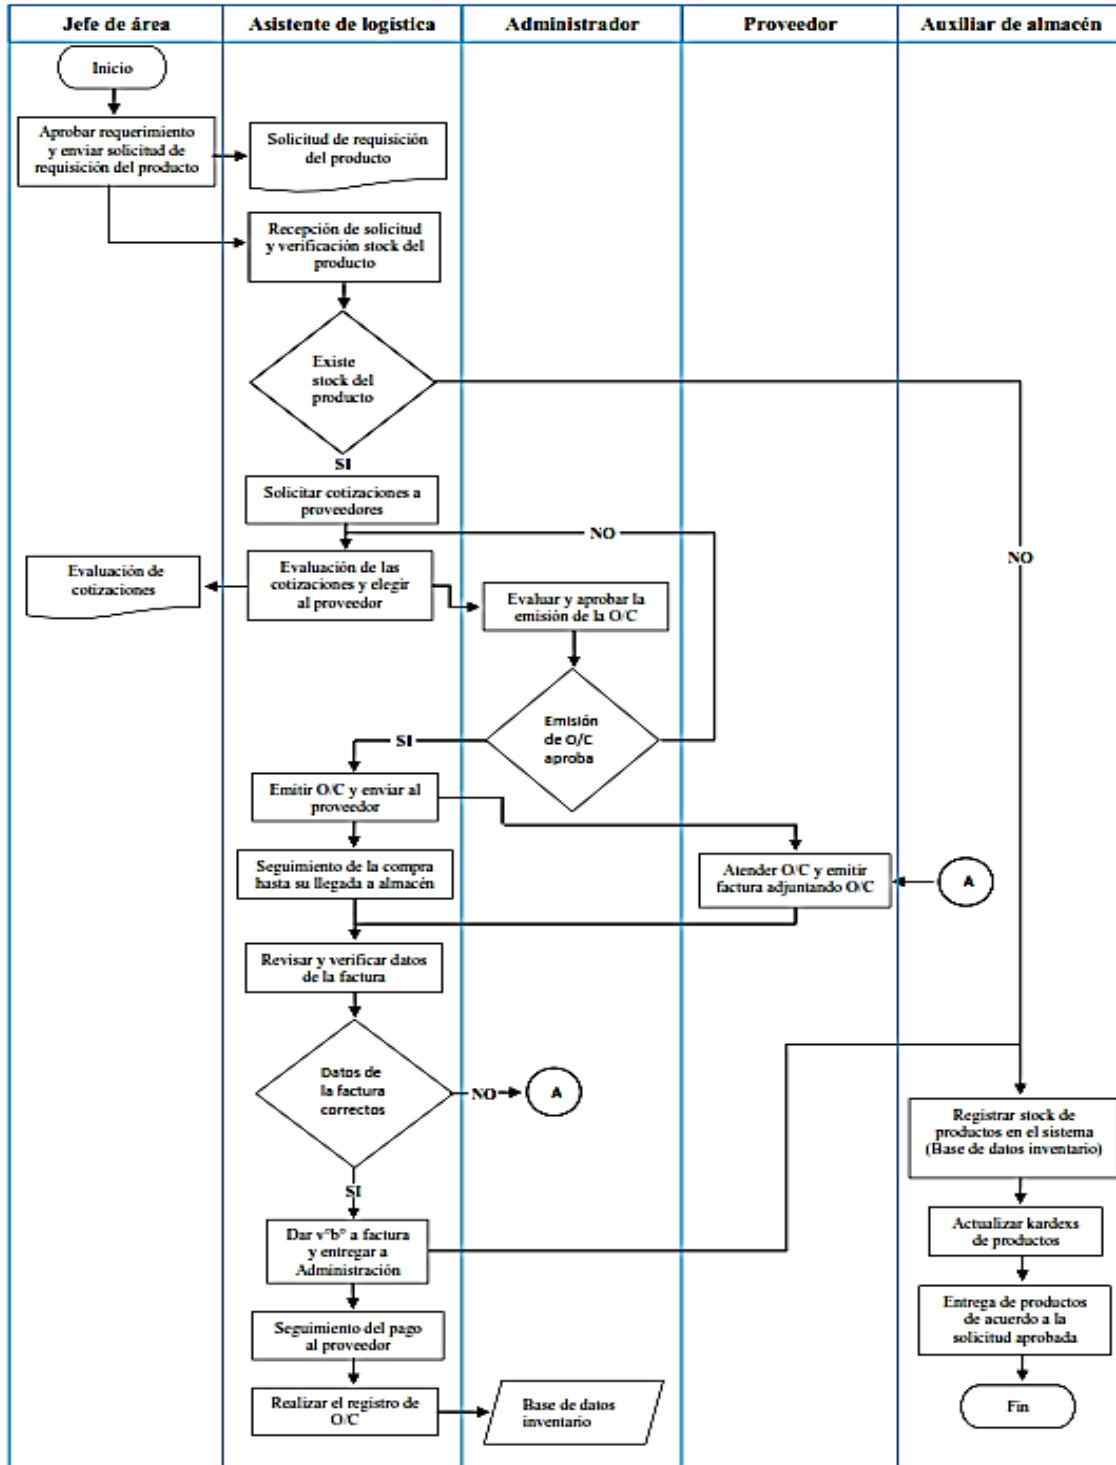 Jefe de área
Asistente de logística
Administrador
Proveedor
Auxiliar de almacén
Inicio
Aprobar requerimiento
y enviar solicitud de
requisición del producto
Solicitud de requisición
del producto
Recepción de solicitud
y verificación stock del
producto
Existe
stock del
producto
SI
NO
Solicitar cotizaciones a
proveedores
NO
Evaluación de
cotizaciones
Evaluación de las
cotizaciones y elegir
al proveedor
Evaluar y aprobar la
emisión de la O/C
Emisión
de O/C
aproba
SI
Emitir O/C y enviar al
proveedor
Seguimiento de la compra
hasta su llegada a almacén
Atender O/C y emitir
factura adjuntando O/C
A
Revisar y verificar datos
de la factura
Datos de
la factura
correctos
NO
A
SI
Registrar stock de
productos en el sistema
(Base de datos inventario)
Dar v°b° a factura
y entregar a
Administración
Actualizar kardexs
de productos
Seguimiento del pago
al proveedor
Entrega de productos
de acuerdo a la
solicitud aprobada
Realizar el registro de
O/C
Base de datos
inventario
Fin